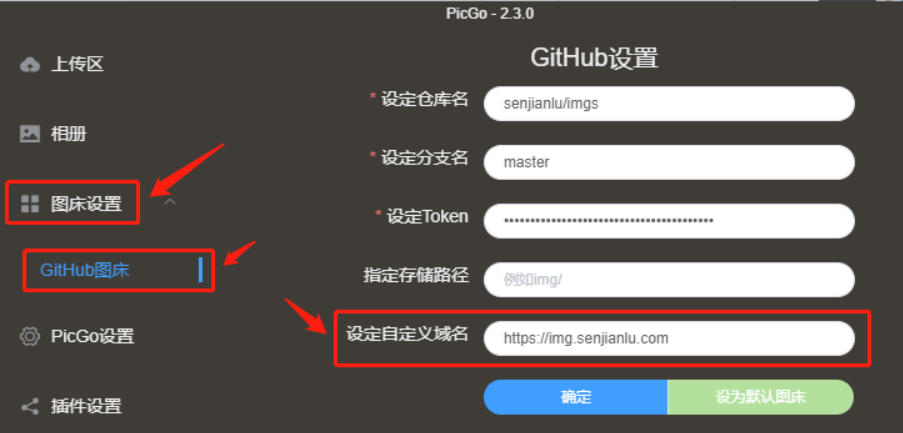 PicGo - 2.3.0
上传区
相册
图床设置
GitHub图床
PicGo设置
插件设置
GitHub设置
* 设定仓库名 senjianlu/imgs
* 设定分支名 master
* 设定Token ••••••••••••••••••••••••••••••••••••••••
指定存储路径 例如img/
设定自定义域名 https://img.senjianlu.com
确定 设为默认图床